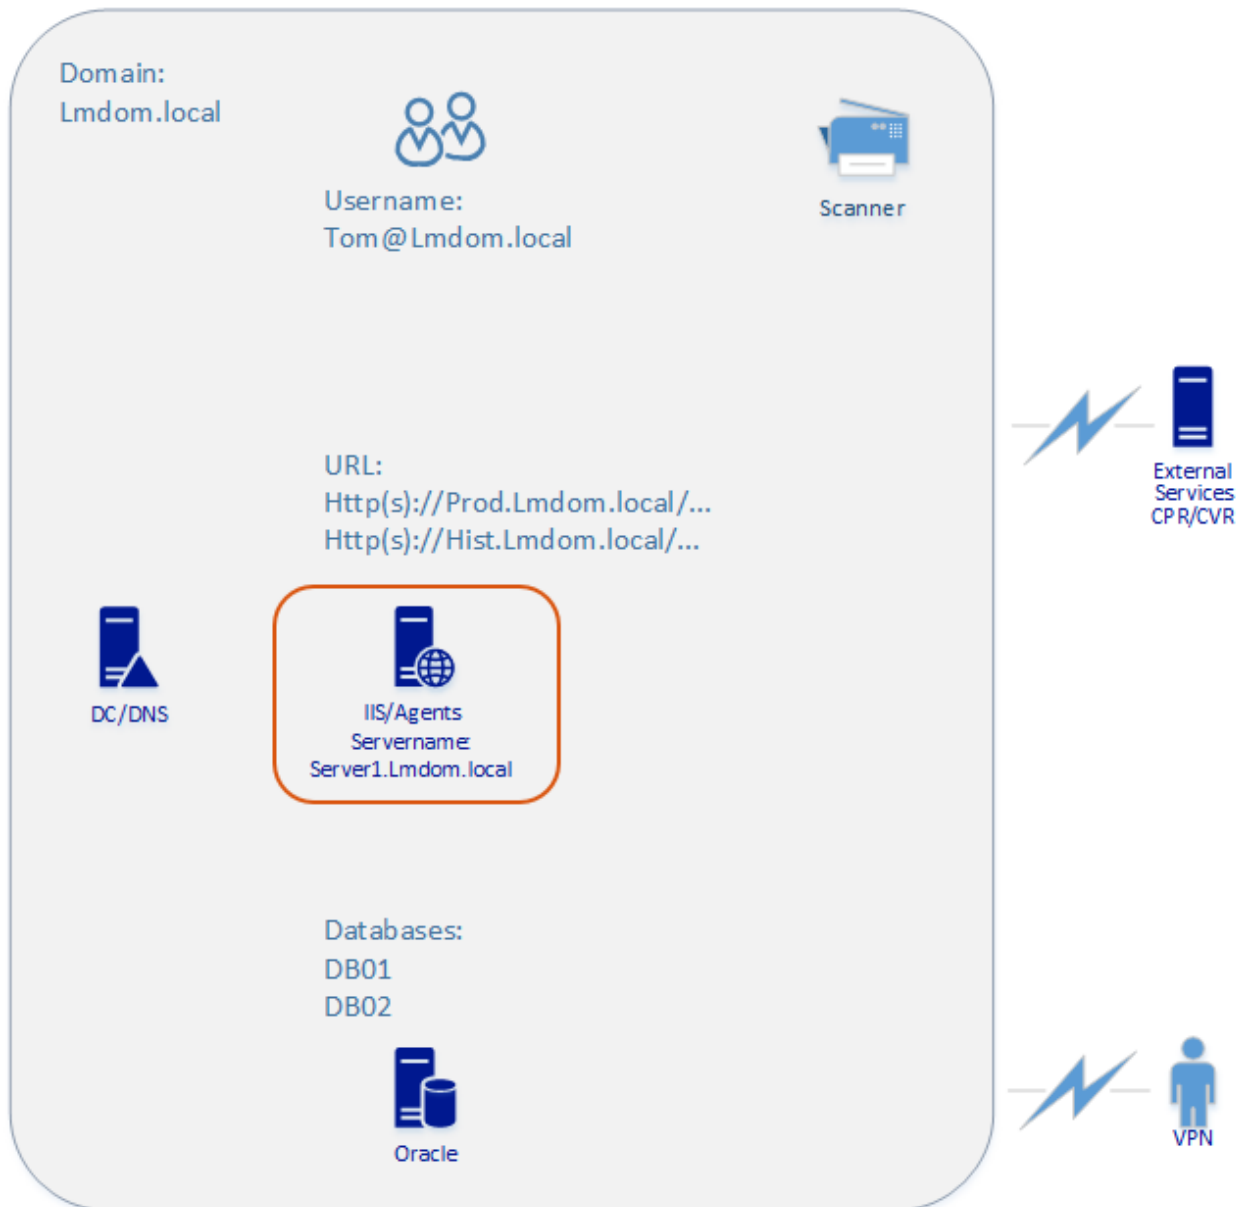 Domain:
Lmdom.local
Username:
Tom@Lmdom.local
Scanner
URL:
Http(s)://Prod.Lmdom.local/...
Http(s)://Hist.Lmdom.local/...
External
Services
CPR/CVR
DC/DNS
IIS/Agents
Servername:
Server1.Lmdom.local
Databases:
DB01
DB02
Oracle
VPN